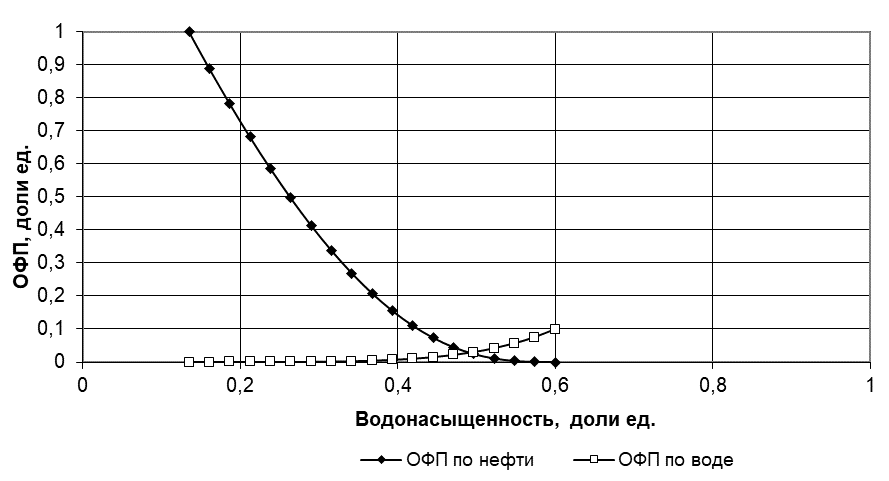 1
0,9
0,8
0,7
0,6
0,5
0,4
0,3
0,2
0,1
0
ОФП, доли ед.
0 0,2 0,4 0,6 0,8 1
Водонасыщенность, доли ед.
ОФП по нефти ОФП по воде